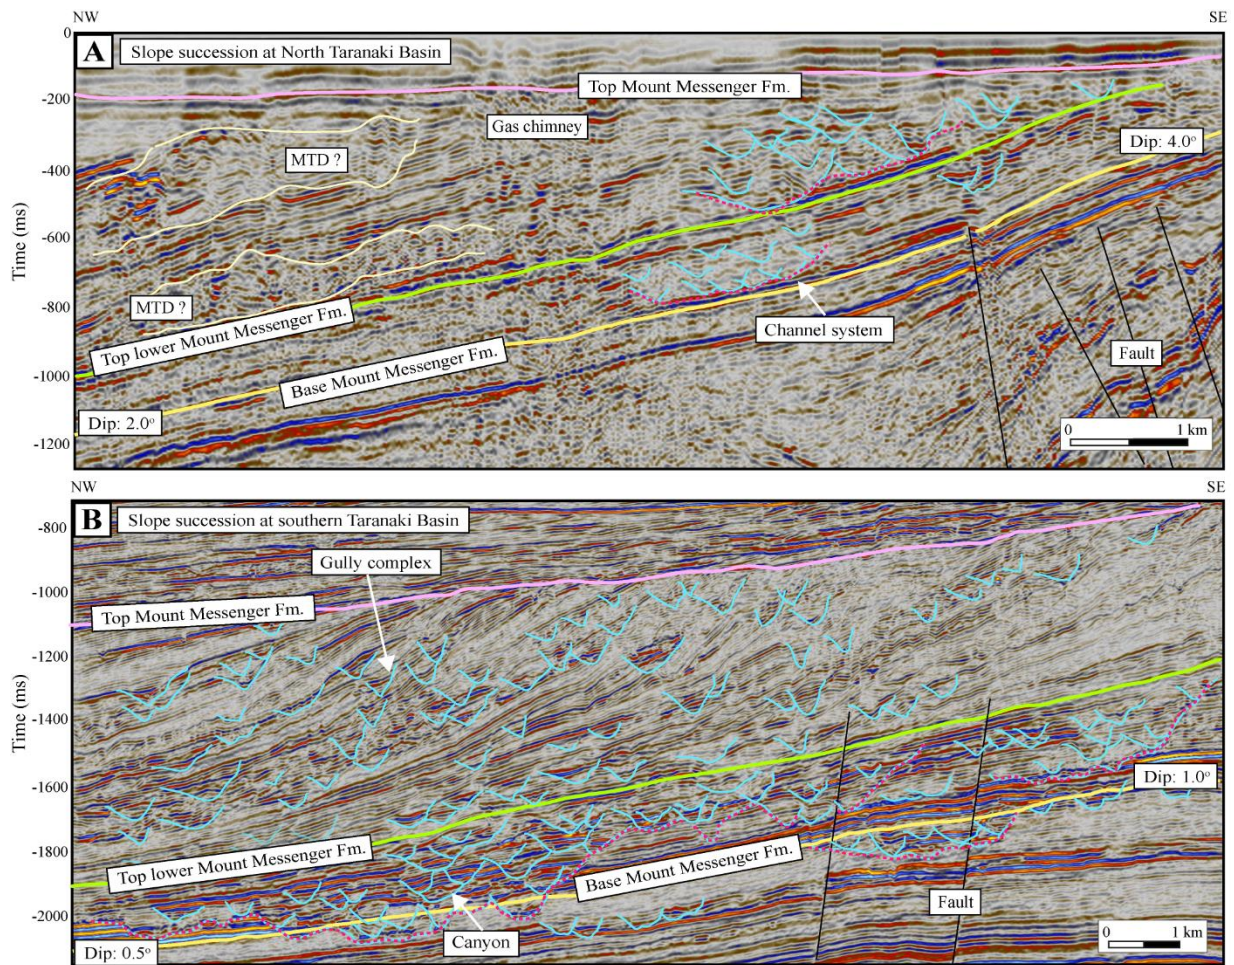 NW
SE
0
A
Slope succession at North Taranaki Basin
Top Mount Messenger Fm.
-200
Gas chimney
Dip: 4.0°
MTD ?
-400
Time (ms)
-600
MTD ?
-800
Top lower Mount Messenger Fm.
Channel system
Base Mount Messenger Fm.
Fault
-1000
Dip: 2.0°
0
1 km
-1200
NW
SE
B
Slope succession at southern Taranaki Basin
-800
Gully complex
-1000
Top Mount Messenger Fm.
-1200
Time (ms)
-1400
-1600
Dip: 1.0°
-1800
Top lower Mount Messenger Fm.
Base Mount Messenger Fm.
Fault
-2000
Canyon
Dip: 0.5°
0
1 km